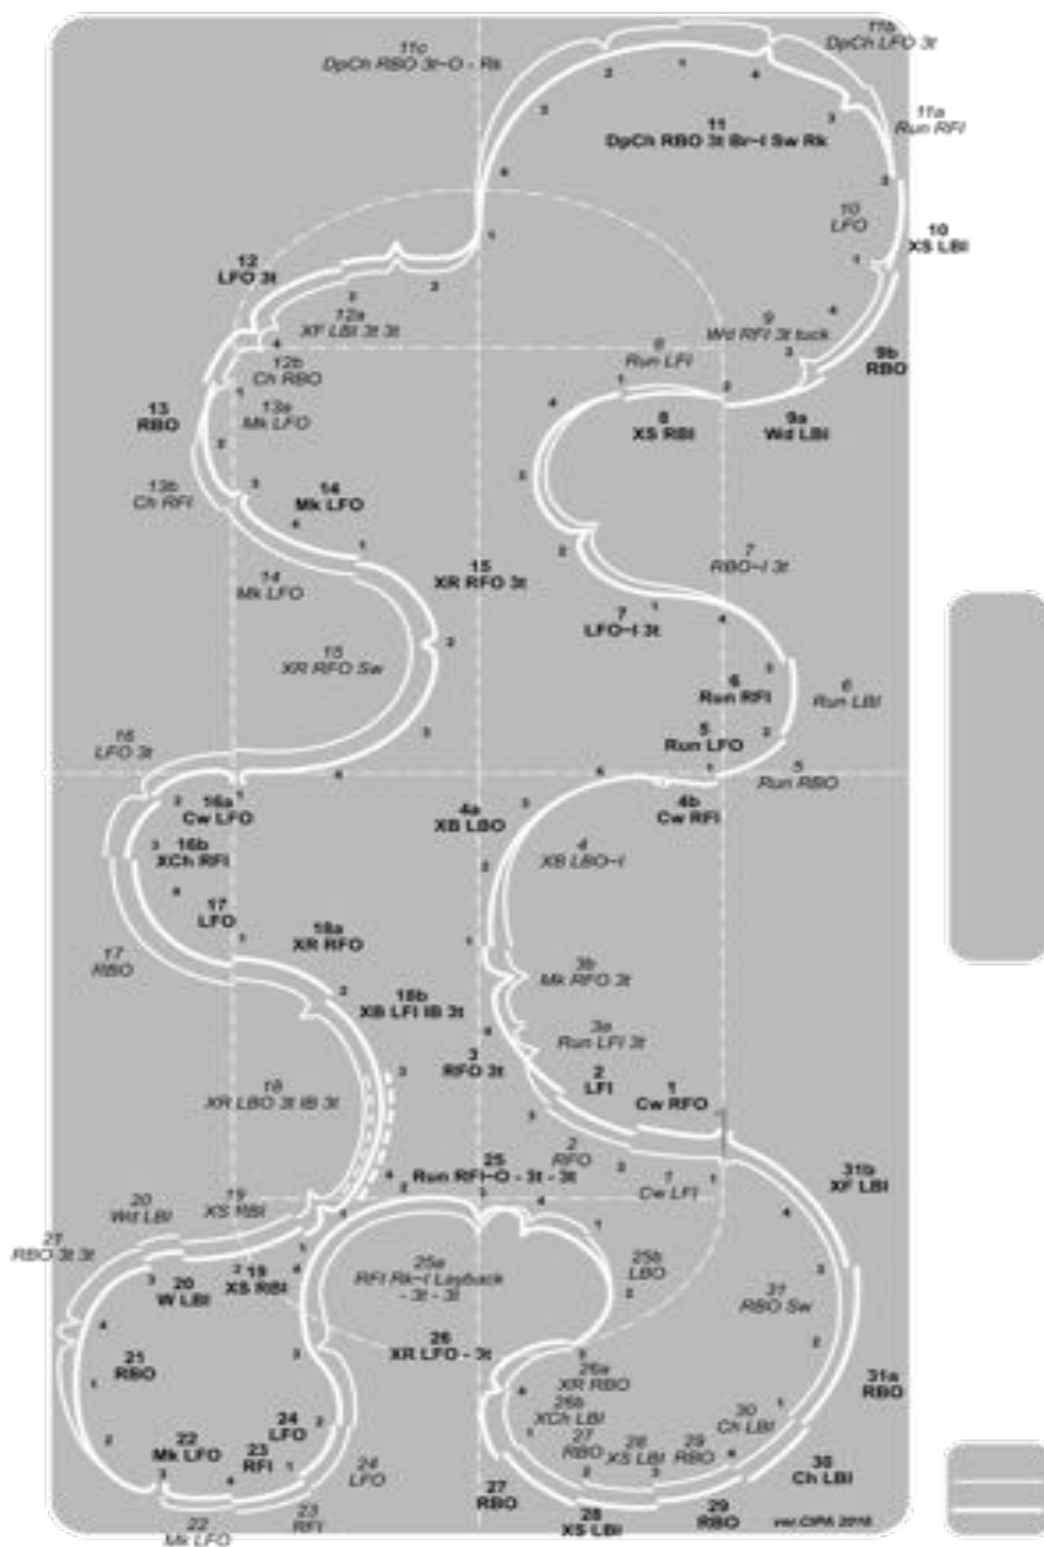 11c
DpCh RBO 3t-O - Rk
11b
DpCh LFO 3t
11a
Run RFI
11
DpCh RBO 3t Br-I Sw Rk
10
LFO
10
XS LBI
12
LFO 3t
12a
XF LBI 3t 3t
12b
Ch RBO
9
Wd RFI 3t tuck
8
Run LFI
9b
RBO
13
RBO
13a
Mk LFO
8
XS RBI
9a
Wd LBI
13b
Ch RFI
14
Mk LFO
14
Mk LFO
15
XR RFO 3t
7
RBO-I 3t
7
LFO-I 3t
15
XR RFO Sw
6
Run RFI
6
Run LBI
5
Run LFO
5
Run RBO
16
LFO 3t
16a
Cw LFO
4a
XB LBO
4b
Cw RFI
16b
XCh RFI
4
XB LBO-I
17
LFO
17
RBO
18a
XR RFO
3b
Mk RFO 3t
18b
XB LFI IB 3t
3a
Run LFI 3t
3
RFO 3t
2
LFI
1
Cw RFO
18
XR LBO 3t IB 3t
2
RFO
1
Cw LFI
25
Run RFI-O - 3t - 3t
31b
XF LBI
19
XS RBI
20
Wd LBI
21
RBO 3t 3t
20
W LBI
19
XS RBI
25a
RFI Rk-I Layback
- 3t - 3t
25b
LBO
31
RBO Sw
26
XR LFO - 3t
21
RBO
26a
XR RBO
31a
RBO
26b
XCh LBI
30
Ch LBI
24
LFO
27
RBO
28
XS LBI
29
RBO
22
Mk LFO
23
RFI
24
LFO
30
Ch LBI
27
RBO
23
RFI
22
Mk LFO
28
XS LBI
29
RBO
ver.CIPA 2018